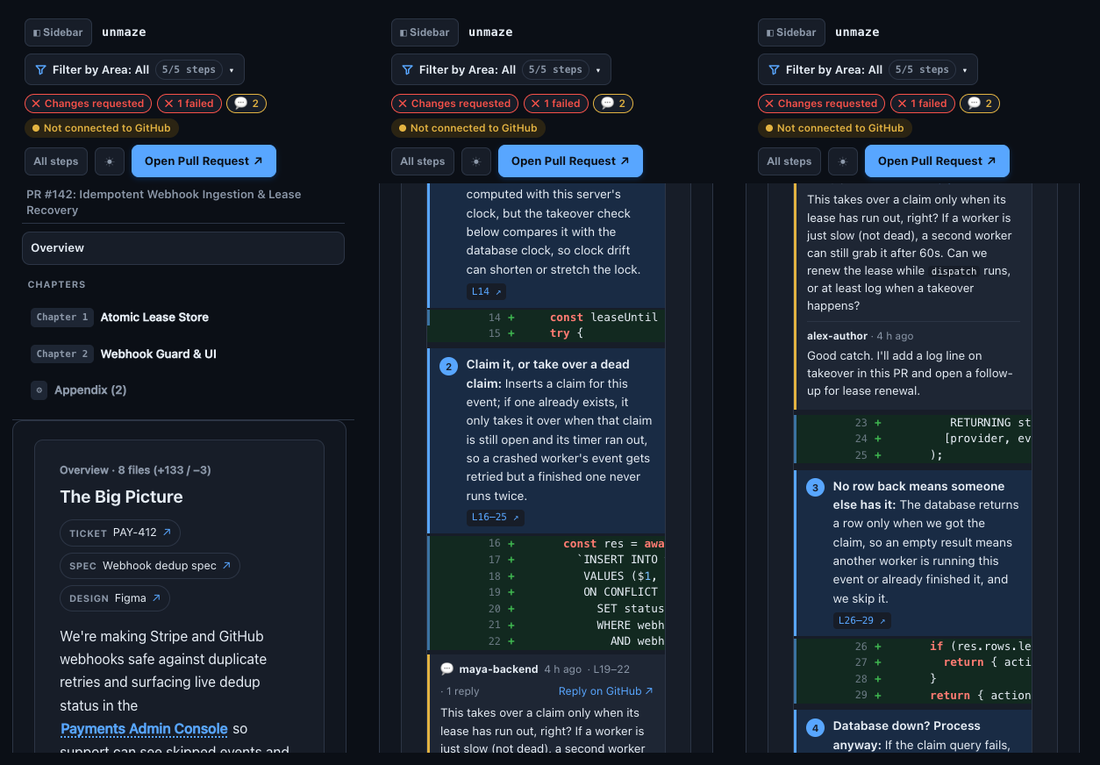 Sidebar unmaze
Filter by Area: All 5/5 steps ▾
✕ Changes requested ✕ 1 failed 💬 2
● Not connected to GitHub
All steps ☀ Open Pull Request ↗
PR #142: Idempotent Webhook Ingestion & Lease
Recovery
Overview
CHAPTERS
Chapter 1 Atomic Lease Store
Chapter 2 Webhook Guard & UI
Appendix (2)
Overview · 8 files (+133 / −3)
The Big Picture
TICKET PAY-412 ↗
SPEC Webhook dedup spec ↗
DESIGN Figma ↗
We're making Stripe and GitHub
webhooks safe against duplicate
retries and surfacing live dedup
status in the
Payments Admin Console so
support can see skipped events and
Sidebar unmaze
Filter by Area: All 5/5 steps ▾
✕ Changes requested ✕ 1 failed 💬 2
● Not connected to GitHub
All steps ☀ Open Pull Request ↗
computed with this server's
clock, but the takeover check
below compares it with the
database clock, so clock drift
can shorten or stretch the lock.
L14 ↗
14 + const leaseUntil
15 + try {
2 Claim it, or take over a dead
claim: Inserts a claim for this
event; if one already exists, it
only takes it over when that claim
is still open and its timer ran out,
so a crashed worker's event gets
retried but a finished one never
runs twice.
L16–25 ↗
16 + const res = awa
17 + `INSERT INTO
18 + VALUES ($1,
19 + ON CONFLICT
20 + SET status
21 + WHERE webh
22 + AND webh
💬 maya-backend 4 h ago · L19–22
· 1 reply Reply on GitHub ↗
This takes over a claim only when its
lease has run out, right? If a worker is
just slow (not dead), a second worker
Sidebar unmaze
Filter by Area: All 5/5 steps ▾
✕ Changes requested ✕ 1 failed 💬 2
● Not connected to GitHub
All steps ☀ Open Pull Request ↗
This takes over a claim only when its
lease has run out, right? If a worker is
just slow (not dead), a second worker
can still grab it after 60s. Can we
renew the lease while dispatch runs,
or at least log when a takeover
happens?
alex-author · 4 h ago
Good catch. I'll add a log line on
takeover in this PR and open a follow-
up for lease renewal.
23 + RETURNING st
24 + [provider, ev
25 + );
3 No row back means someone
else has it: The database returns
a row only when we got the
claim, so an empty result means
another worker is running this
event or already finished it, and
we skip it.
L26–29 ↗
26 + if (res.rows.le
27 + return { acti
28 + }
29 + return { action
4 Database down? Process
anyway: If the claim query fails,